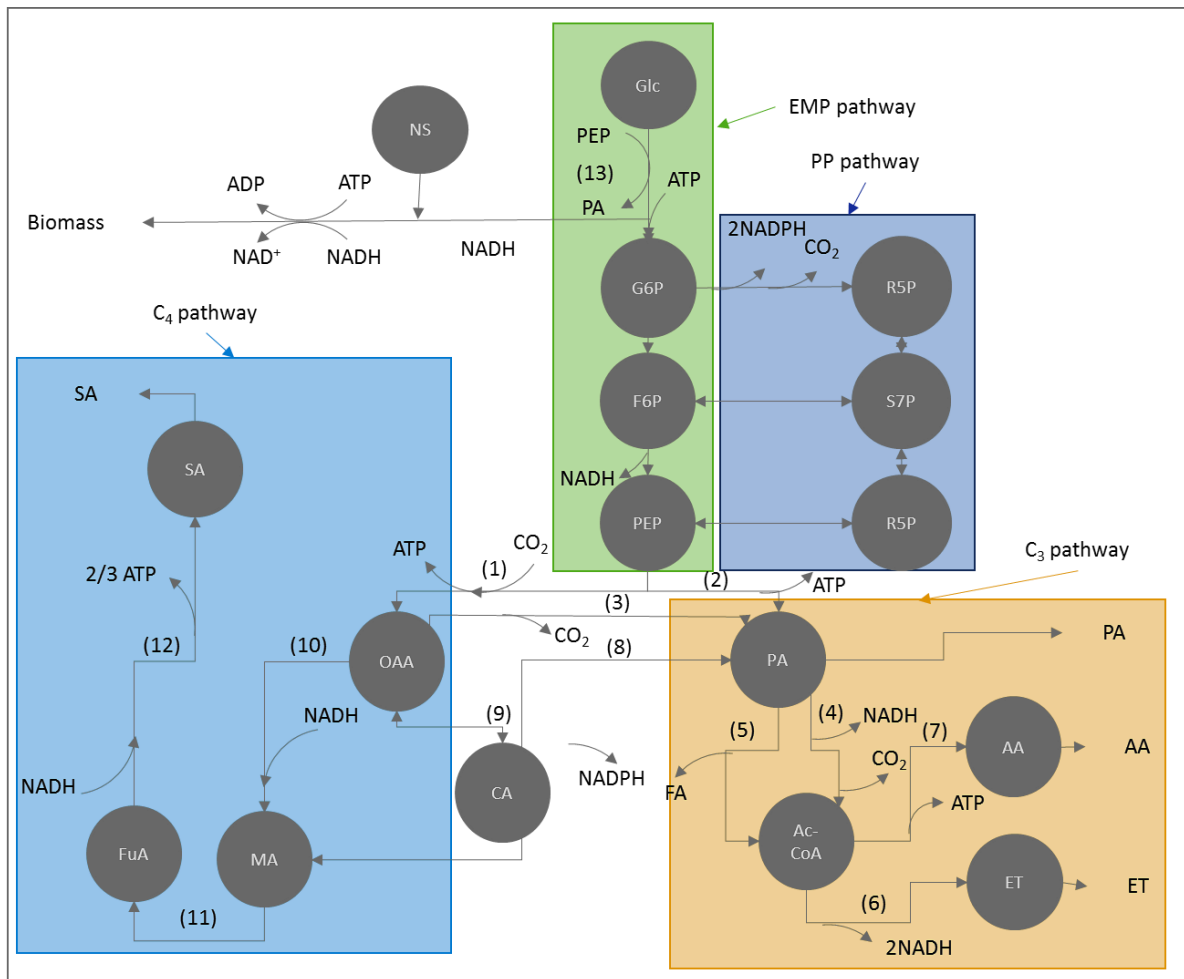 Glc
EMP pathway
NS
PEP
PP pathway
(13)
ADP
ATP
ATP
PA
Biomass
2NADPH
NAD+
NADH
NADH
CO2
G6P
R5P
C4 pathway
SA
F6P
S7P
SA
NADH
PEP
R5P
CO2
C3 pathway
ATP
(1)
(2)
2/3 ATP
ATP
(3)
CO2
PA
(12)
(10)
OAA
(8)
PA
NADH
(9)
(5)
(4)
NADH
(7)
AA
AA
CO2
NADH
NADPH
FA
CA
ATP
Ac-
CoA
FuA
MA
ET
ET
(11)
(6)
2NADH